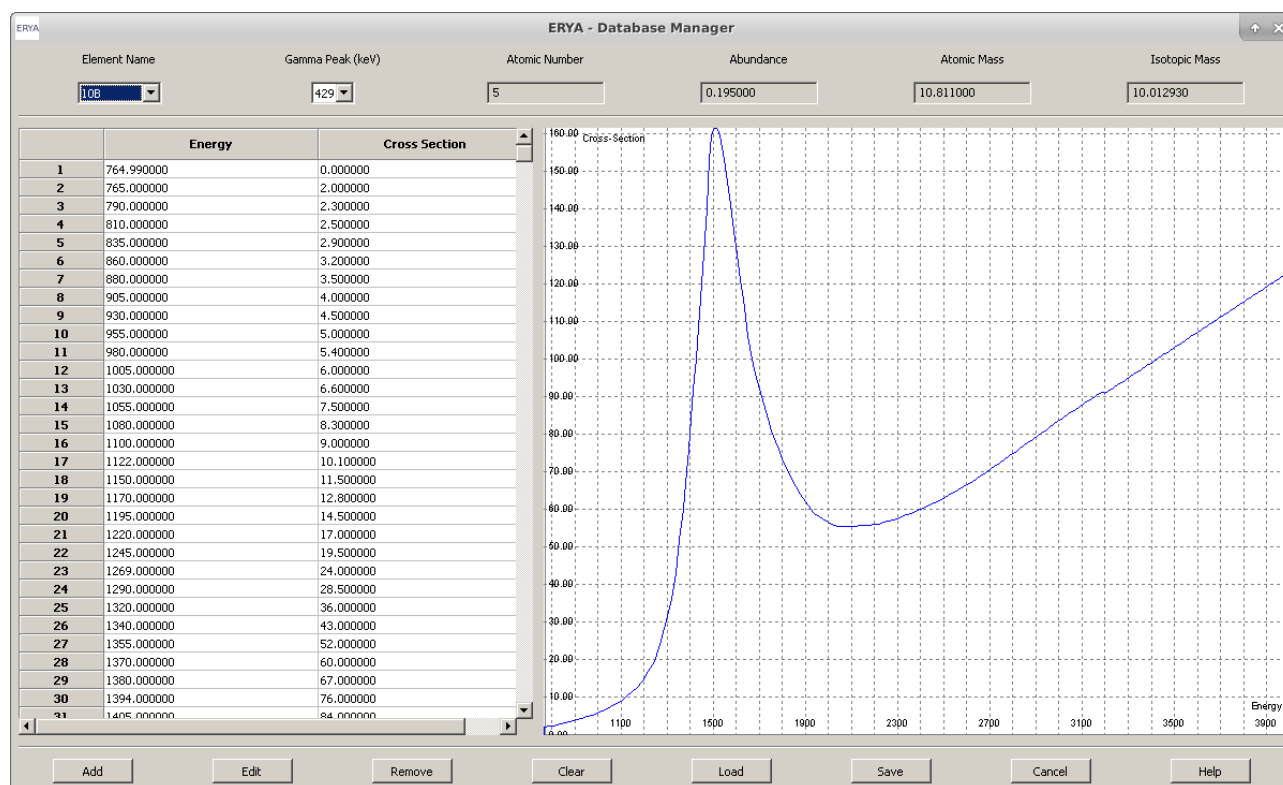 ERYA ERYA - Database Manager
Element Name Gamma Peak (keV) Atomic Number Abundance Atomic Mass Isotopic Mass
10B 429 5 0.195000 10.811000 10.012930
Energy Cross Section
1 764.990000 0.000000
2 765.000000 2.000000
3 790.000000 2.300000
4 810.000000 2.500000
5 835.000000 2.900000
6 860.000000 3.200000
7 880.000000 3.500000
8 905.000000 4.000000
9 930.000000 4.500000
10 955.000000 5.000000
11 980.000000 5.400000
12 1005.000000 6.000000
13 1030.000000 6.600000
14 1055.000000 7.500000
15 1080.000000 8.300000
16 1100.000000 9.000000
17 1122.000000 10.100000
18 1150.000000 11.500000
19 1170.000000 12.800000
20 1195.000000 14.500000
21 1220.000000 17.000000
22 1245.000000 19.500000
23 1269.000000 24.000000
24 1290.000000 28.500000
25 1320.000000 36.000000
26 1340.000000 43.000000
27 1355.000000 52.000000
28 1370.000000 60.000000
29 1380.000000 67.000000
30 1394.000000 76.000000
31 1405.000000 84.000000
160.00 Cross-Section
150.00
140.00
130.00
120.00
110.00
100.00
90.00
80.00
70.00
60.00
50.00
40.00
30.00
20.00
10.00
0.00
Energy
1100 1500 1900 2300 2700 3100 3500 3900
Add Edit Remove Clear Load Save Cancel Help